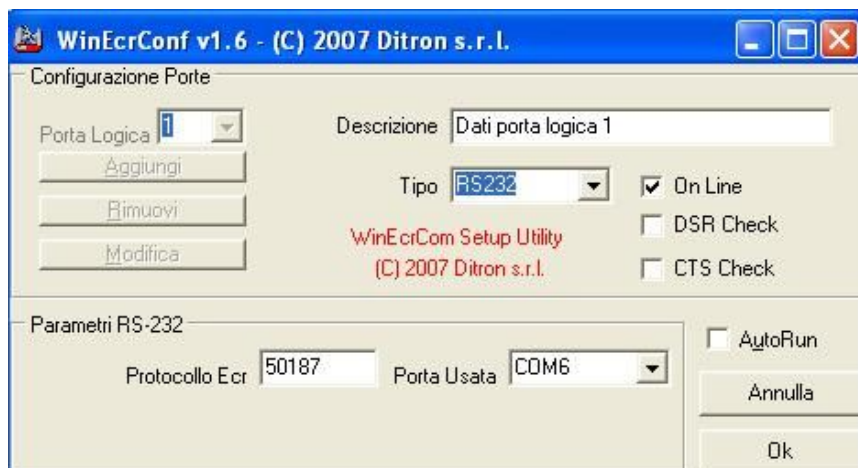 WinEcrConf v1.6 - (C) 2007 Ditron s.r.l.
Configurazione Porte
Porta Logica 1
Descrizione Dati porta logica 1
Aggiungi
Tipo RS232
On Line
Rimuovi
DSR Check
WinEcrCom Setup Utility
Modifica
(C) 2007 Ditron s.r.l.
CTS Check
Parametri RS-232
AutoRun
Protocollo Ecr 50187 Porta Usata COM6
Annulla
Ok